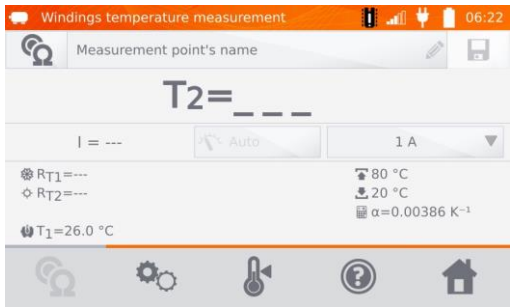 Windings temperature measurement 06:22
Measurement point's name
T2=_ _ _
I = --- Auto 1 A
RT1=--- 80 °C
RT2=--- 20 °C
α=0.00386 K⁻¹
T1=26.0 °C